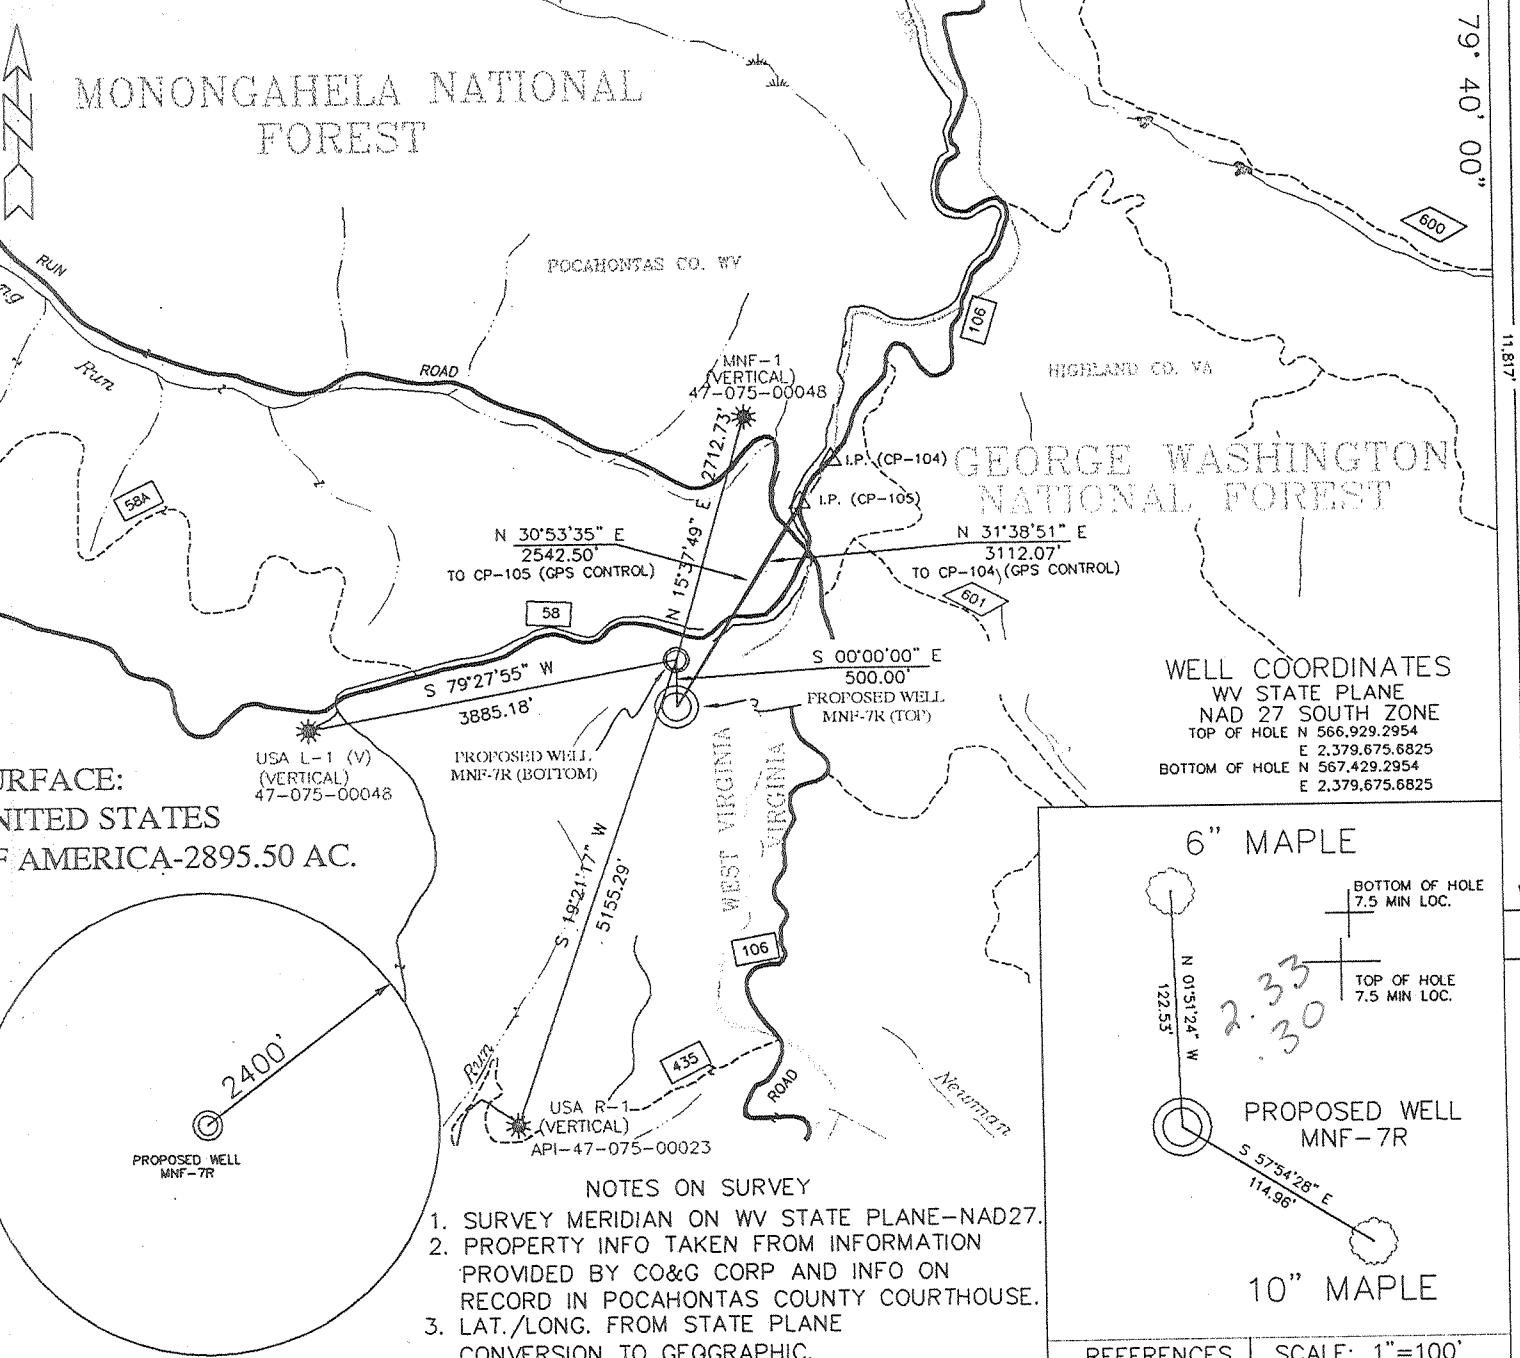 79° 40' 00"
MONONGAHELA NATIONAL
FOREST
600
RUN
ng
Run
POCAHONTAS CO. WV
106
11,817'
ROAD
MNF-1
(VERTICAL)
47-075-00048
HIGHLAND CO. VA
N 15°37'49" E 2712.73'
I.P. (CP-104)
I.P. (CP-105)
GEORGE WASHINGTON
NATIONAL FOREST
58A
N 30°53'35" E
2542.50'
TO CP-105 (GPS CONTROL)
N 31°38'51" E
3112.07'
TO CP-104 (GPS CONTROL)
601
58
S 79°27'55" W
3885.18'
S 00°00'00" E
500.00'
PROPOSED WELL
MNF-7R (TOP)
WELL COORDINATES
WV STATE PLANE
NAD 27 SOUTH ZONE
TOP OF HOLE N 566,929.2954
E 2,379,675.6825
BOTTOM OF HOLE N 567,429.2954
E 2,379,675.6825
USA L-1 (V)
(VERTICAL)
47-075-00048
PROPOSED WELL
MNF-7R (BOTTOM)
WEST VIRGINIA
VIRGINIA
URFACE:
NITED STATES
F AMERICA-2895.50 AC.
S 19°21'17" W
5155.29'
106
6" MAPLE
BOTTOM OF HOLE
7.5 MIN LOC.
TOP OF HOLE
7.5 MIN LOC.
2.33
.30
N 01°51'24" W
122.53'
2400'
PROPOSED WELL
MNF-7R
Run
435
ROAD
Newman
USA R-1
(VERTICAL)
API-47-075-00023
PROPOSED WELL
MNF-7R
S 57°54'28" E
114.96'
10" MAPLE
NOTES ON SURVEY
1. SURVEY MERIDIAN ON WV STATE PLANE-NAD27.
2. PROPERTY INFO TAKEN FROM INFORMATION
PROVIDED BY CO&G CORP AND INFO ON
RECORD IN POCAHONTAS COUNTY COURTHOUSE.
3. LAT./LONG. FROM STATE PLANE
CONVERSION TO GEOGRAPHIC.
REFERENCES
SCALE: 1"=100'